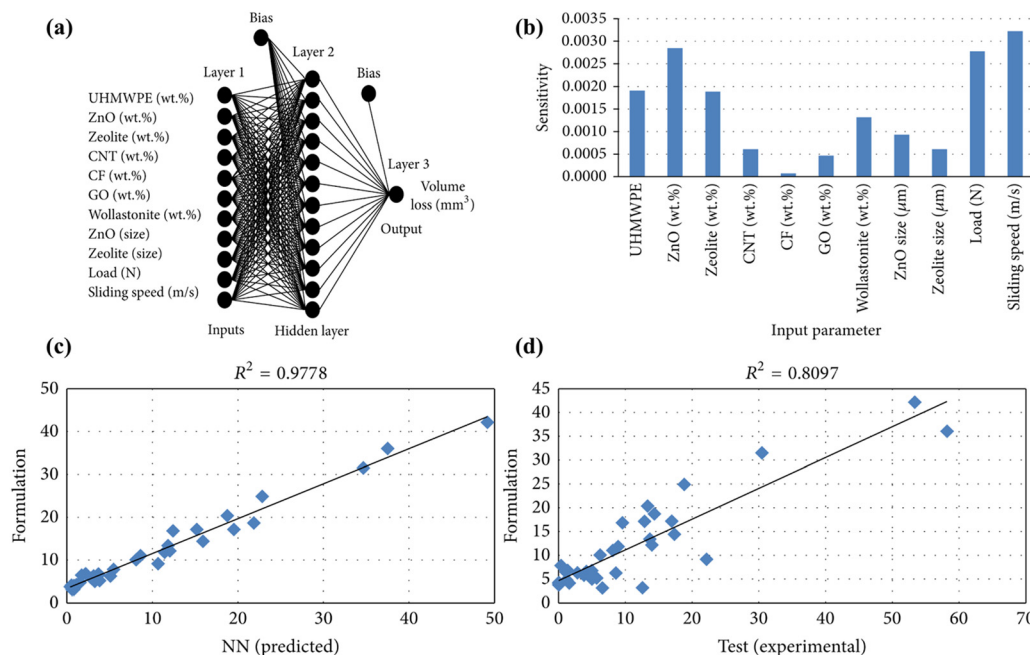 (a)
Bias
Layer 1
Layer 2
Bias
UHMWPE (wt.%)
ZnO (wt.%)
Zeolite (wt.%)
CNT (wt.%)
CF (wt.%)
GO (wt.%)
Wollastonite (wt.%)
ZnO (size)
Zeolite (size)
Load (N)
Sliding speed (m/s)
Layer 3
Volume
loss (mm³)
Output
Inputs
Hidden layer
(b)
Sensitivity
0.0035
0.0030
0.0025
0.0020
0.0015
0.0010
0.0005
0.0000
UHMWPE
ZnO (wt.%)
Zeolite (wt.%)
CNT (wt.%)
CF (wt.%)
GO (wt.%)
Wollastonite (wt.%)
ZnO size (μm)
Zeolite size (μm)
Load (N)
Sliding speed (m/s)
Input parameter
(c)
R² = 0.9778
Formulation
50
40
30
20
10
0
0 10 20 30 40 50
NN (predicted)
(d)
R² = 0.8097
Formulation
45
40
35
30
25
20
15
10
5
0
0 10 20 30 40 50 60 70
Test (experimental)